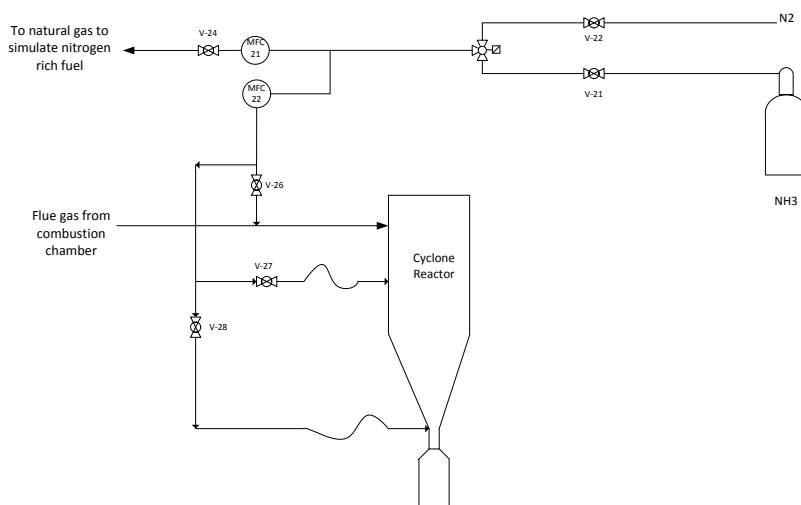 To natural gas to
simulate nitrogen
rich fuel
V-24
MFC
21
MFC
22
V-22
N2
V-21
NH3
V-26
Flue gas from
combustion
chamber
Cyclone
Reactor
V-27
V-28